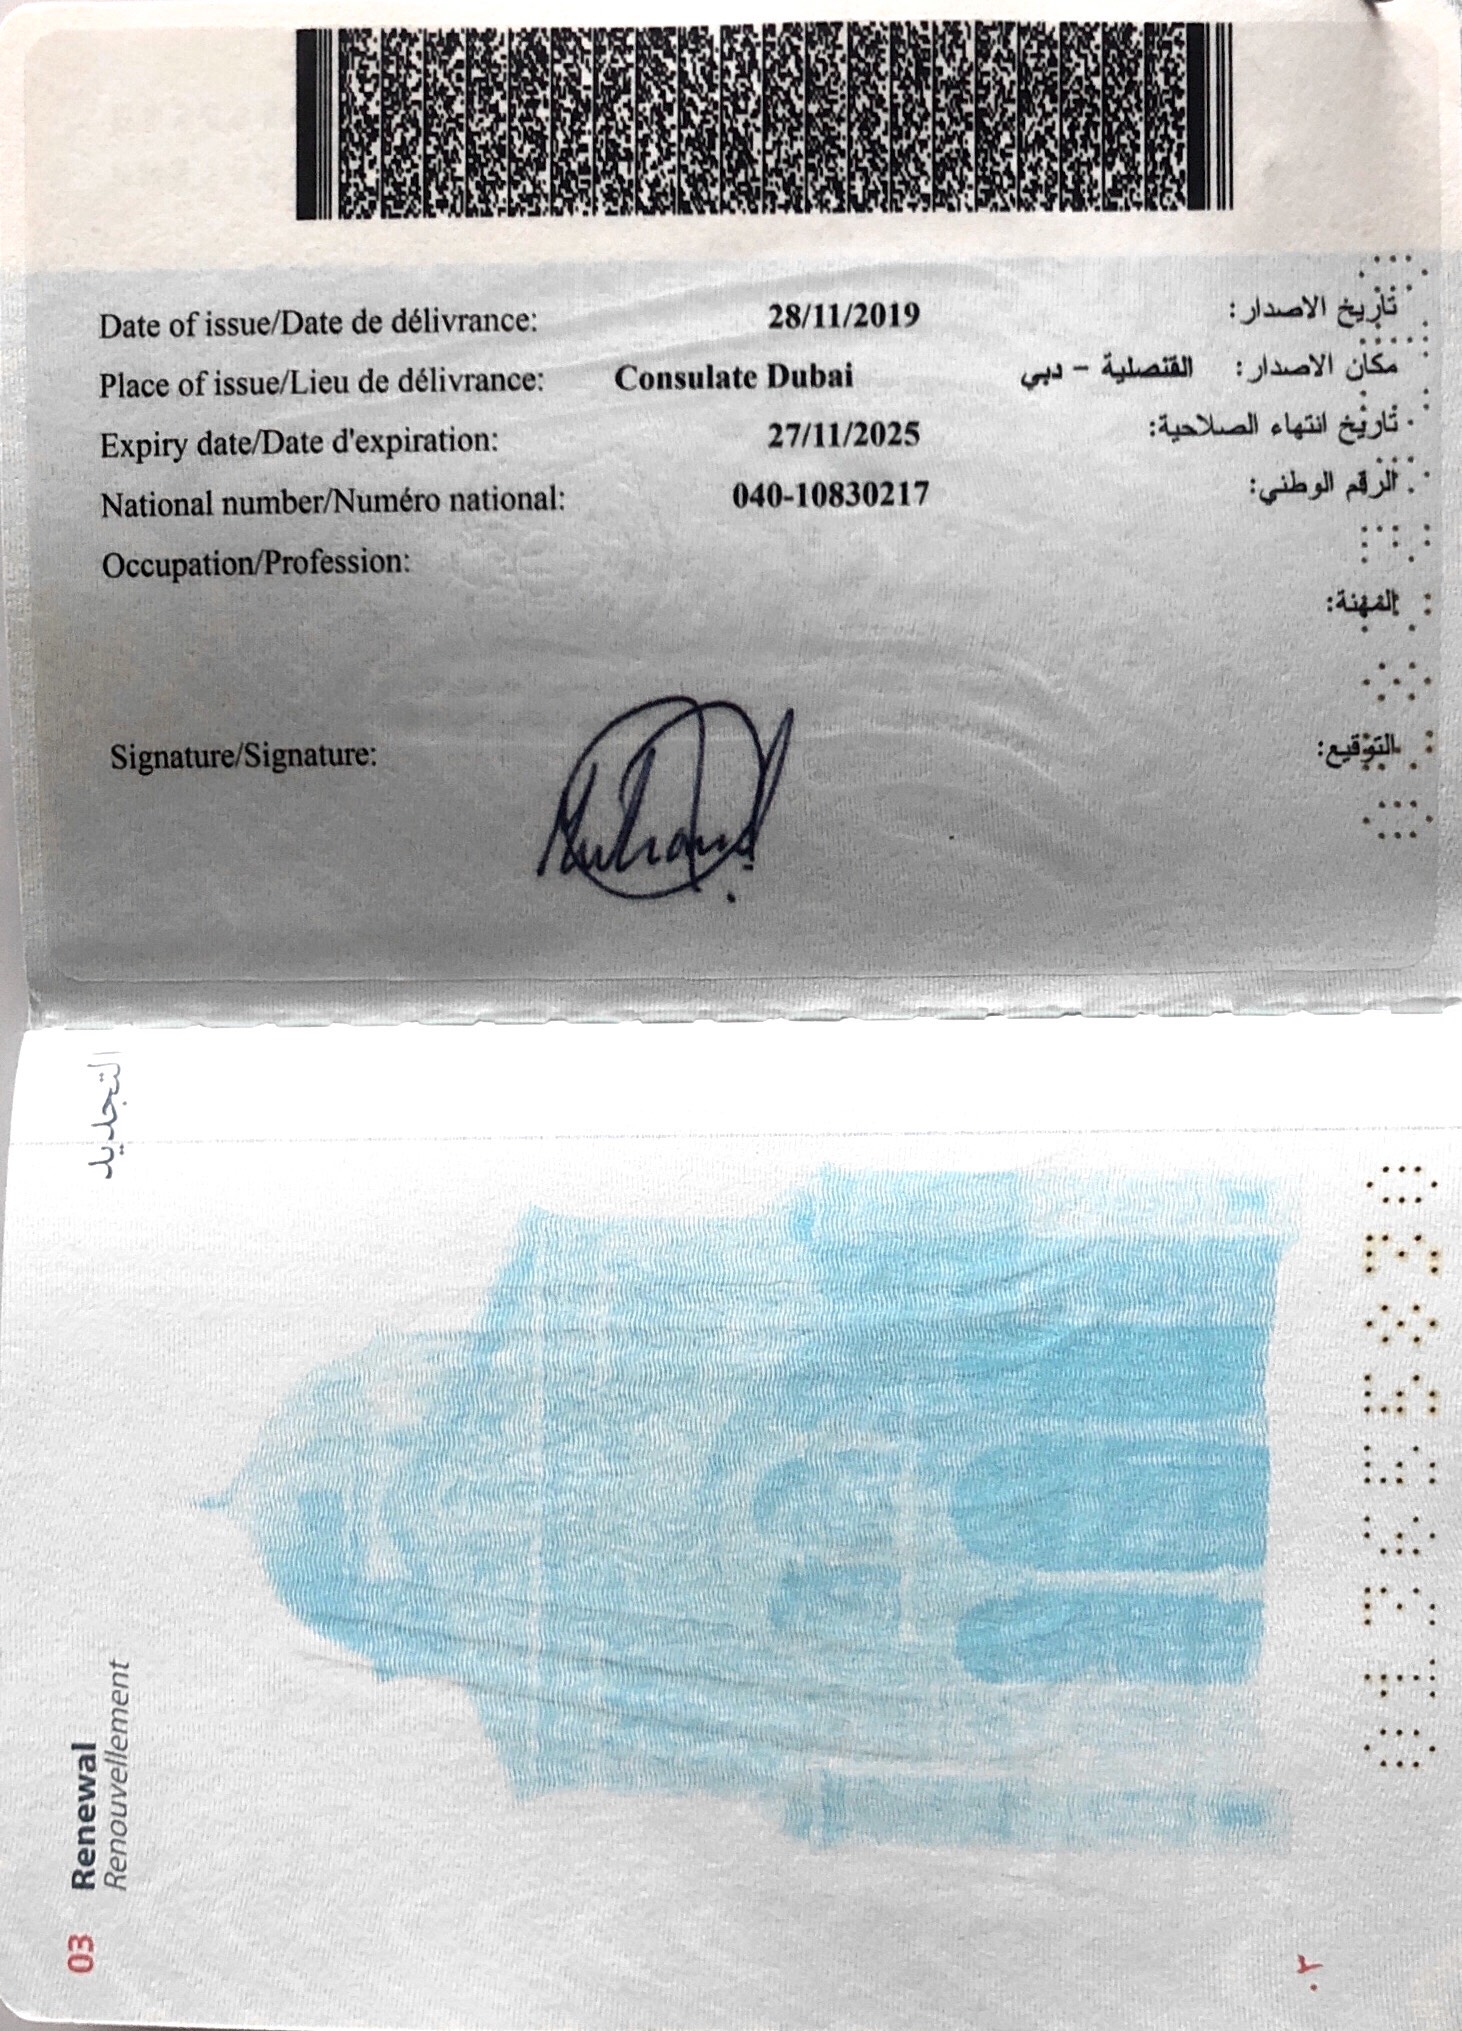 Date of issue/Date de délivrance: 28/11/2019 تاريخ الاصدار:
Place of issue/Lieu de délivrance: Consulate Dubai القنصلية - دبي مكان الاصدار:
Expiry date/Date d'expiration: 27/11/2025 تاريخ انتهاء الصلاحية:
National number/Numéro national: 040-10830217 الرقم الوطني:
Occupation/Profession:
المهنة:
Signature/Signature: التوقيع:
التجديد
Renewal
Renouvellement
03
٠٣